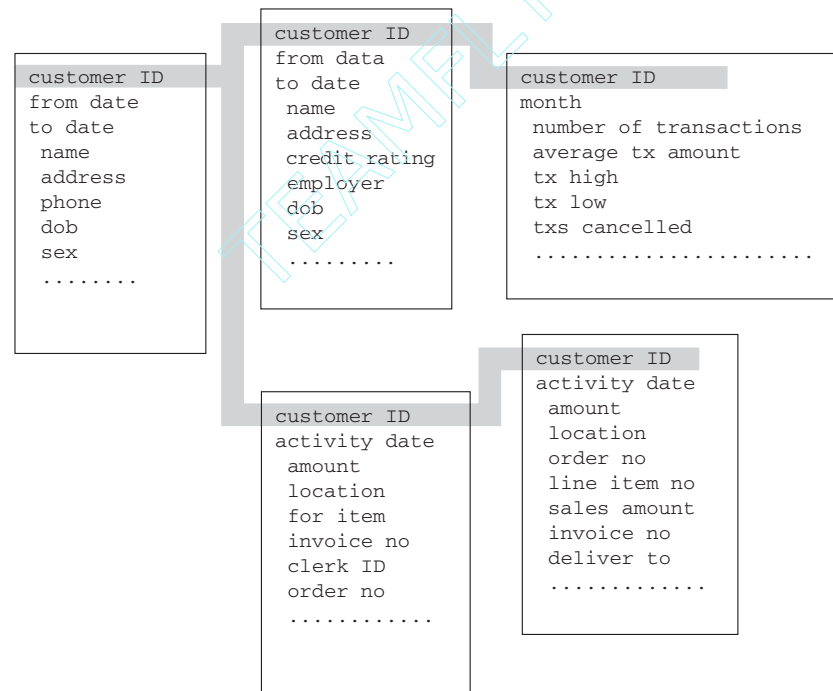 customer ID
from date
to date
name
address
phone
dob
sex
........
customer ID
from data
to date
name
address
credit rating
employer
dob
sex
.........
customer ID
month
number of transactions
average tx amount
tx high
tx low
txs cancelled
.......................
customer ID
activity date
amount
location
for item
invoice no
clerk ID
order no
............
customer ID
activity date
amount
location
order no
line item no
sales amount
invoice no
deliver to
.............
TEAMFLY